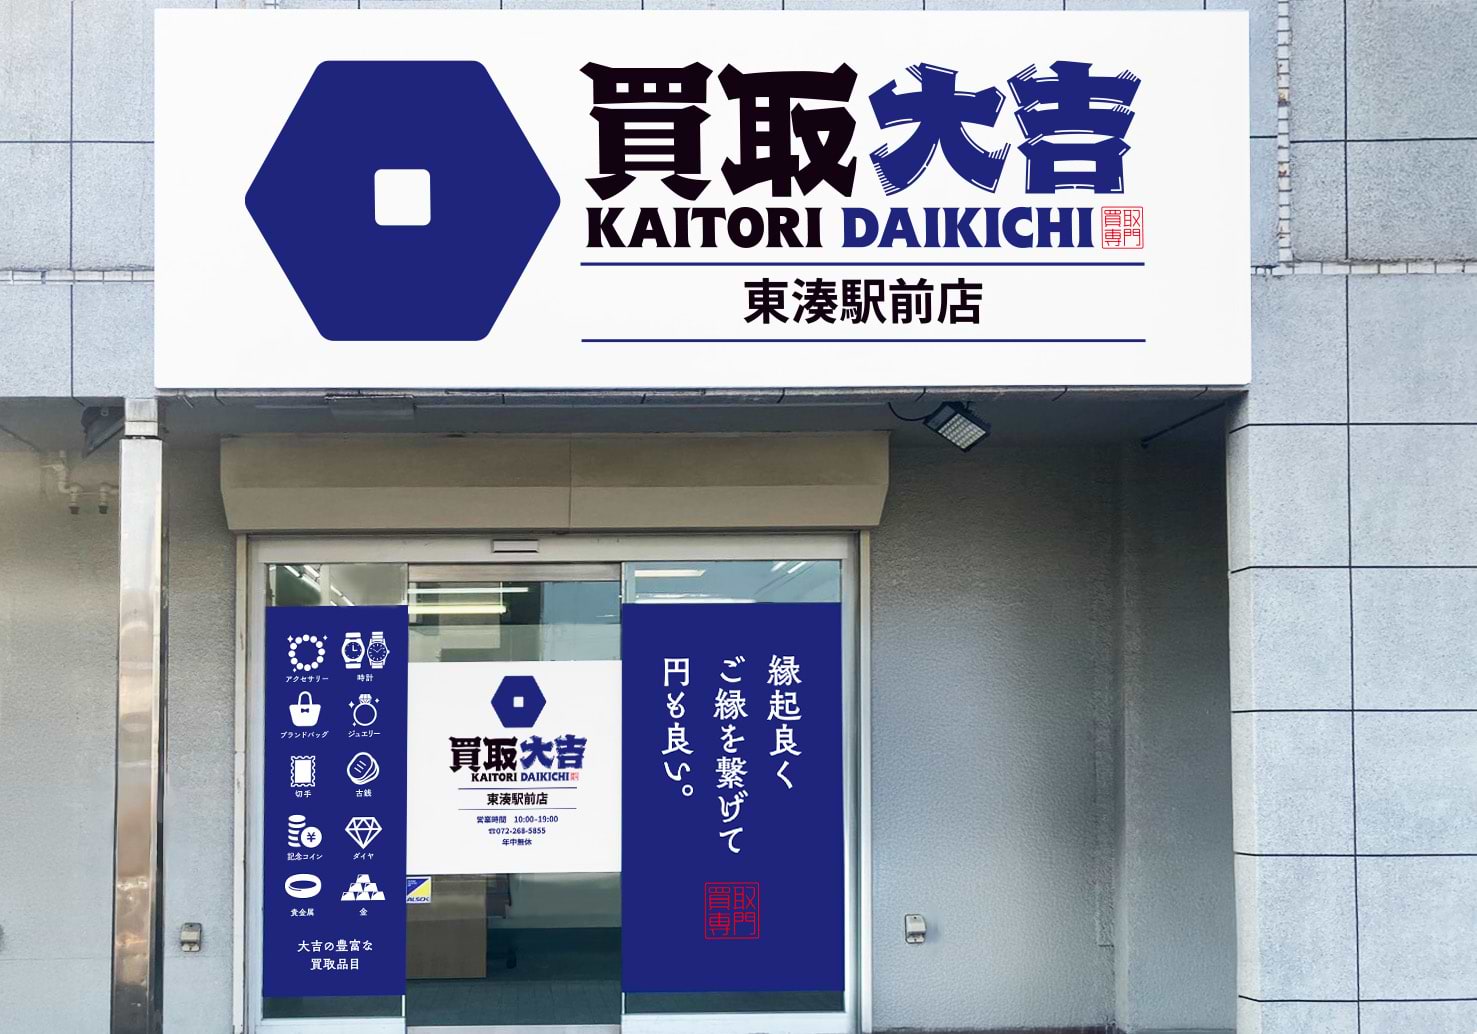 買取大吉
KAITORI DAIKICHI
買取
専門
東湊駅前店
アクセサリー
時計
ブランドバッグ
ジュエリー
切手
古銭
記念コイン
ダイヤ
貴金属
金
大吉の豊富な
買取品目
買取大吉
KAITORI DAIKICHI
東湊駅前店
営業時間 10:00-19:00
☎072-268-5855
年中無休
ALSOK
縁起良く
ご縁を繋げて
円も良い。
買取
専門